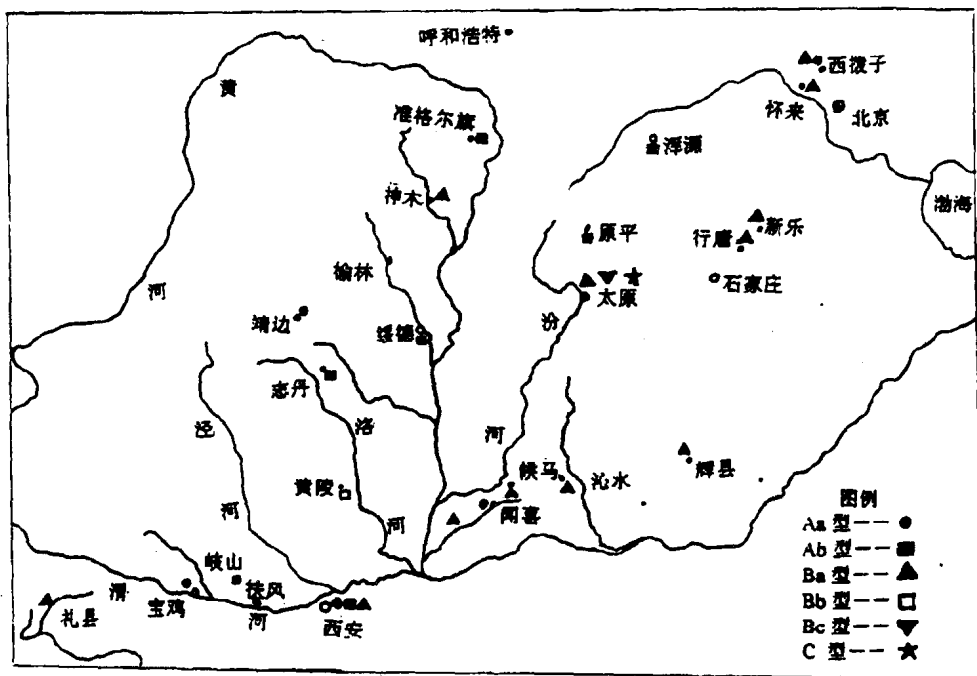 呼和浩特
西拨子
怀来
北京
黄
准格尔旗
浑源
神木
渤海
原平
新乐
行唐
榆林
石家庄
太原
河
靖边
绥德
汾
志丹
泾
洛
河
候马
沁水
辉县
黄陵
河
河
闻喜
岐山
扶风
渭
宝鸡
河
西安
礼县
图例
Aa 型——
Ab 型——
Ba 型——
Bb 型——
Bc 型——
C 型——